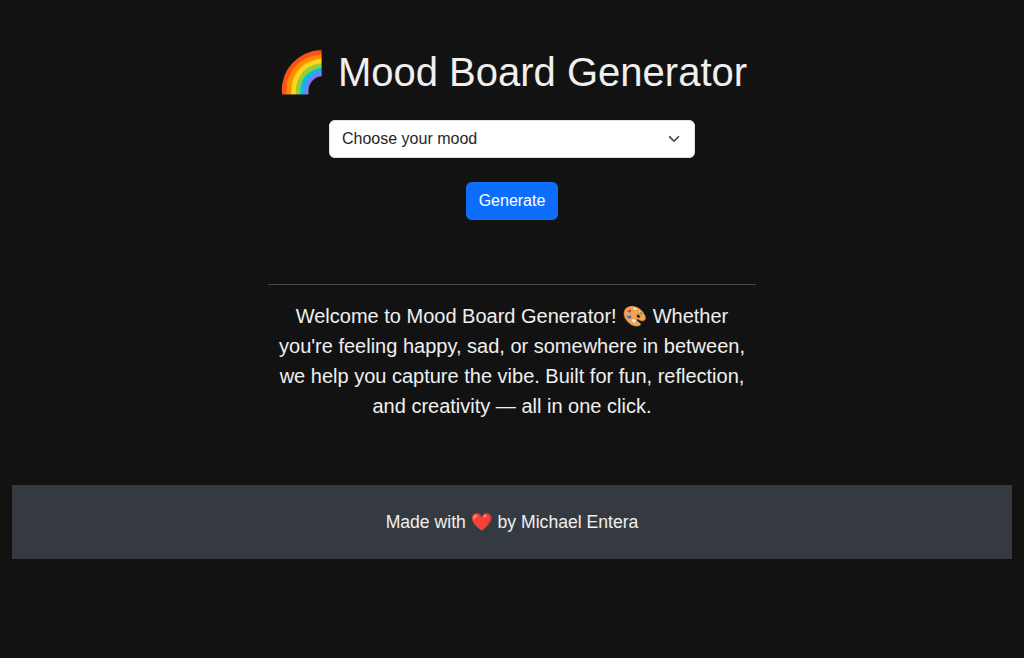 🌈 Mood Board Generator
Choose your mood
Generate
Welcome to Mood Board Generator! 🎨 Whether
you're feeling happy, sad, or somewhere in between,
we help you capture the vibe. Built for fun, reflection,
and creativity — all in one click.
Made with ❤️ by Michael Entera